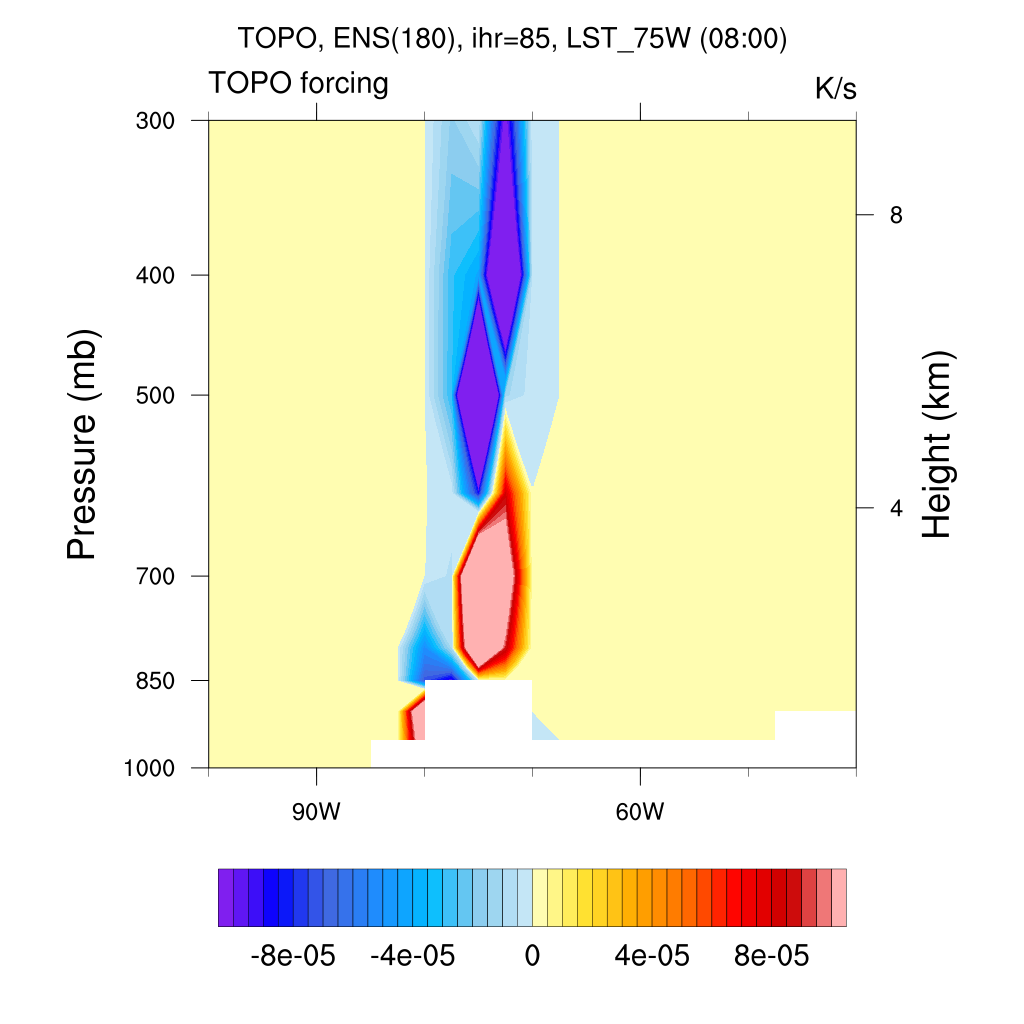 TOPO, ENS(180), ihr=85, LST_75W (08:00)
TOPO forcing
K/s
300
400
500
700
850
1000
Pressure (mb)
8
4
Height (km)
90W
60W
-8e-05
-4e-05
0
4e-05
8e-05